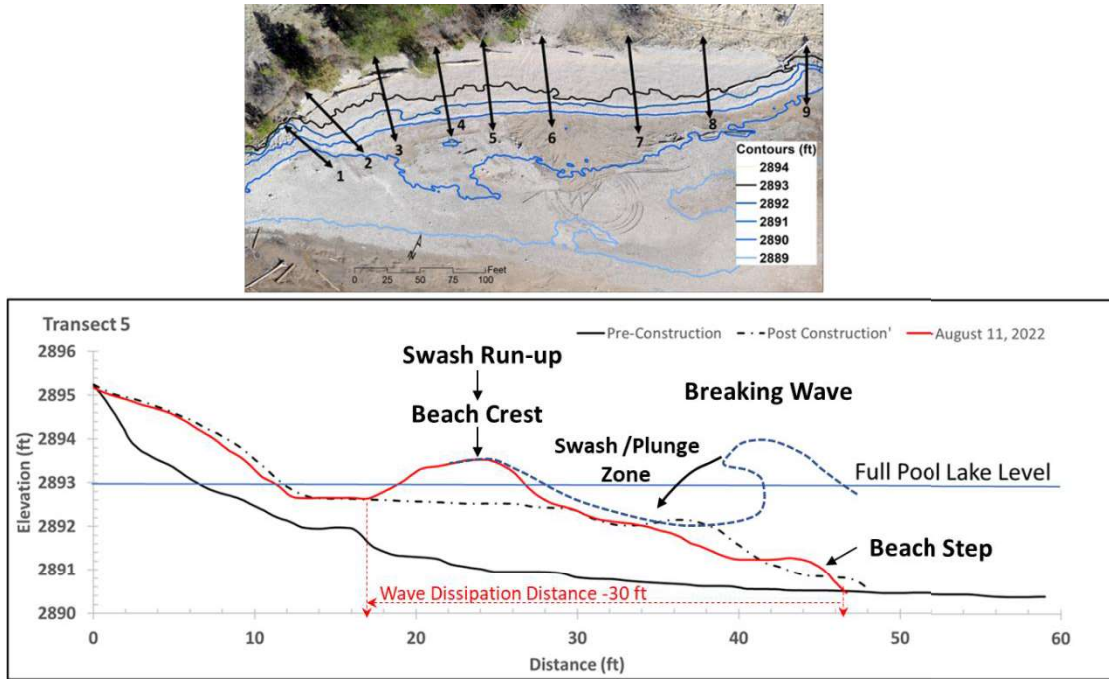 1
2
3
4
5
6
7
8
9
Contours (ft)
2894
2893
2892
2891
2890
2889
Feet
0 25 50 75 100
N
Transect 5
Pre-Construction
Post Construction'
August 11, 2022
Swash Run-up
Beach Crest
Breaking Wave
Swash /Plunge
Zone
Full Pool Lake Level
Beach Step
Wave Dissipation Distance -30 ft
Elevation (ft)
2896
2895
2894
2893
2892
2891
2890
0 10 20 30 40 50 60
Distance (ft)